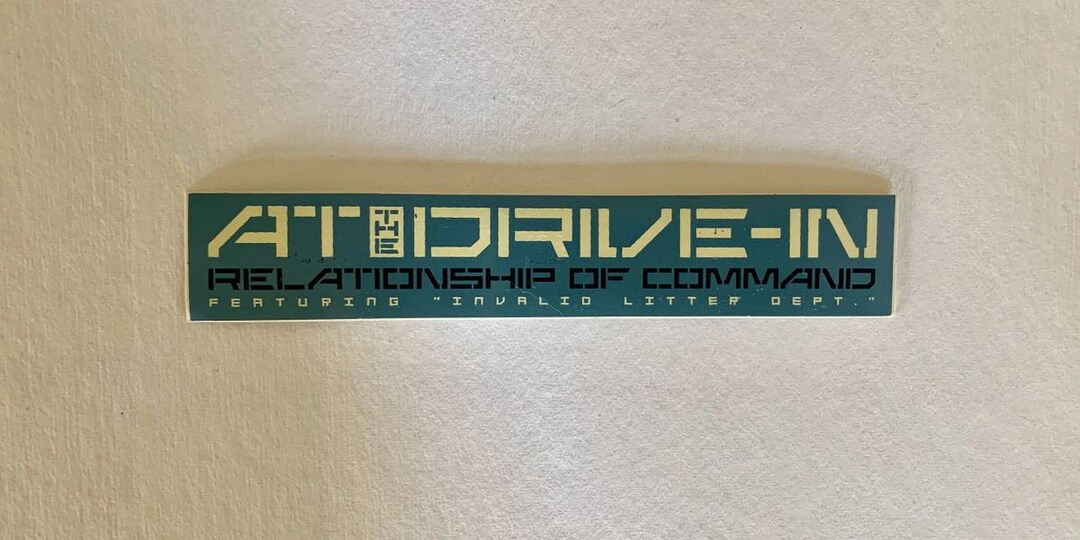 AT THE DRIVE-IN
RELATIONSHIP OF COMMAND
FEATURING "INVALID LITTER DEPT."